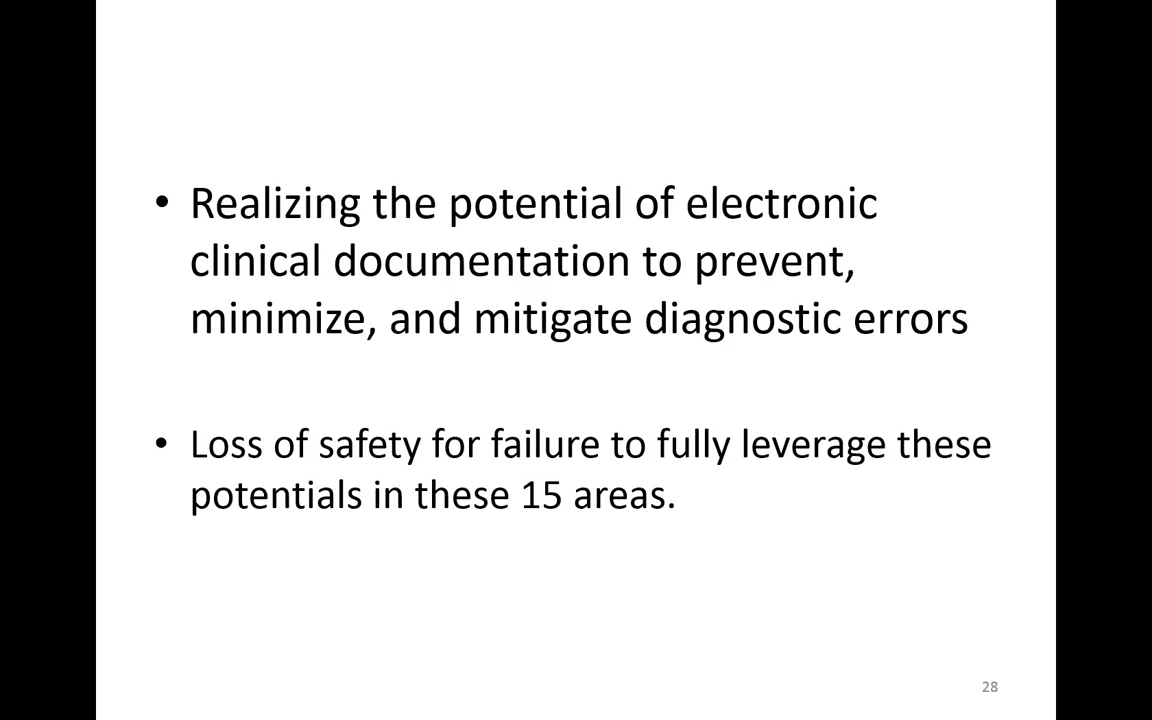 • Realizing the potential of electronic
clinical documentation to prevent,
minimize, and mitigate diagnostic errors
• Loss of safety for failure to fully leverage these
potentials in these 15 areas.
28